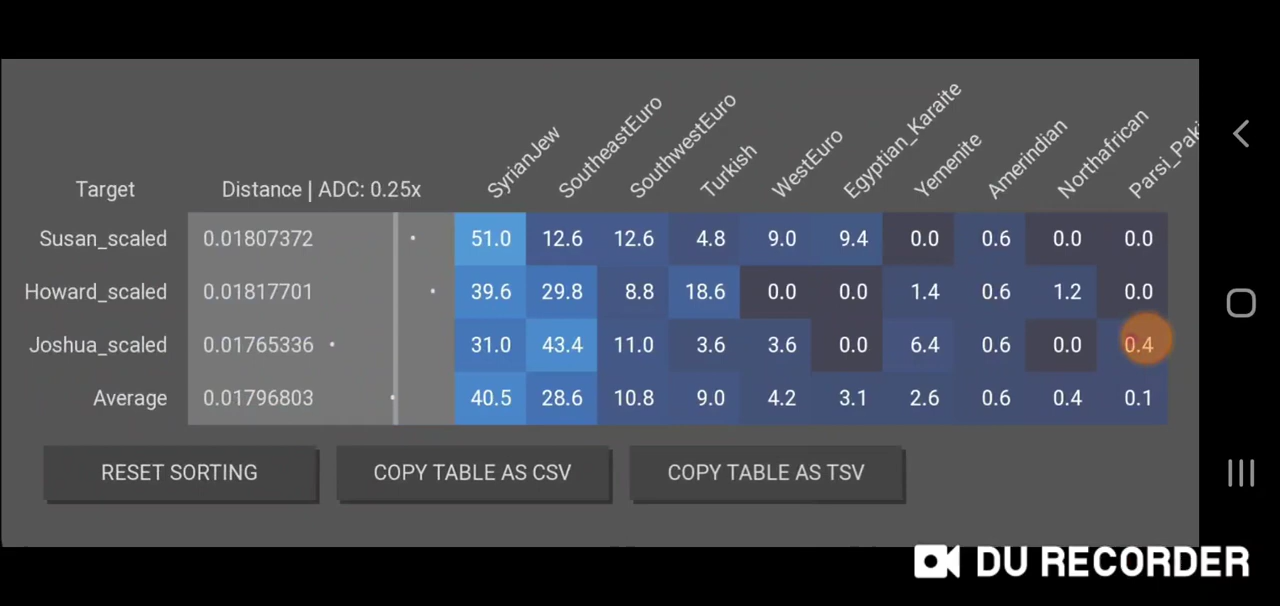 Target Distance | ADC: 0.25x SyrianJew SoutheastEuro SouthwestEuro Turkish WestEuro Egyptian_Karaite Yemenite Amerindian Northafrican Parsi_Paki
Susan_scaled 0.01807372 51.0 12.6 12.6 4.8 9.0 9.4 0.0 0.6 0.0 0.0
Howard_scaled 0.01817701 39.6 29.8 8.8 18.6 0.0 0.0 1.4 0.6 1.2 0.0
Joshua_scaled 0.01765336 31.0 43.4 11.0 3.6 3.6 0.0 6.4 0.6 0.0 0.4
Average 0.01796803 40.5 28.6 10.8 9.0 4.2 3.1 2.6 0.6 0.4 0.1
RESET SORTING COPY TABLE AS CSV COPY TABLE AS TSV
DU RECORDER